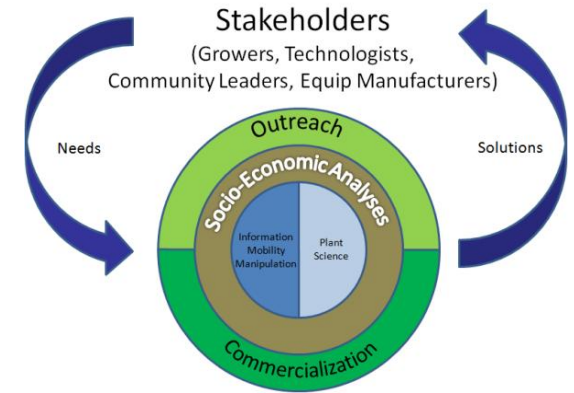 Stakeholders
(Growers, Technologists,
Community Leaders, Equip Manufacturers)
Needs
Solutions
Outreach
Socio-Economic Analyses
Information
Mobility
Manipulation
Plant
Science
Commercialization